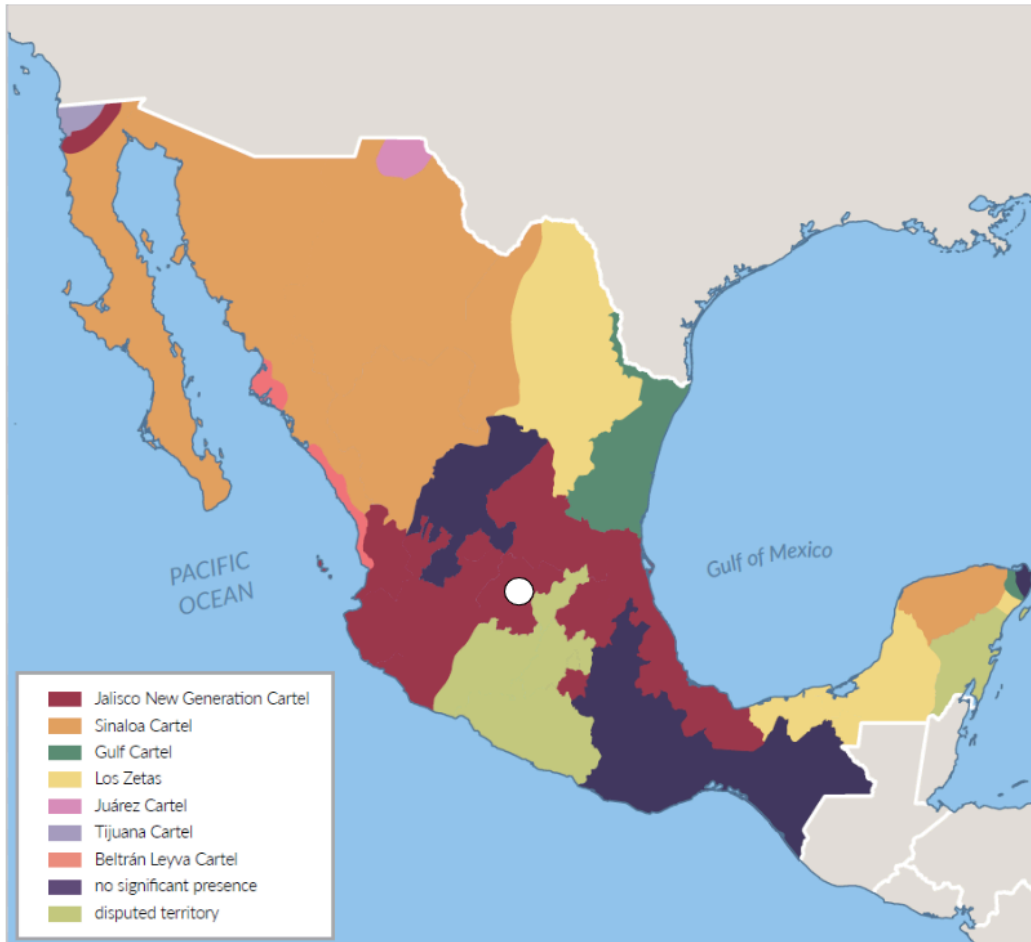 PACIFIC
OCEAN
Gulf of Mexico
Jalisco New Generation Cartel
Sinaloa Cartel
Gulf Cartel
Los Zetas
Juárez Cartel
Tijuana Cartel
Beltrán Leyva Cartel
no significant presence
disputed territory